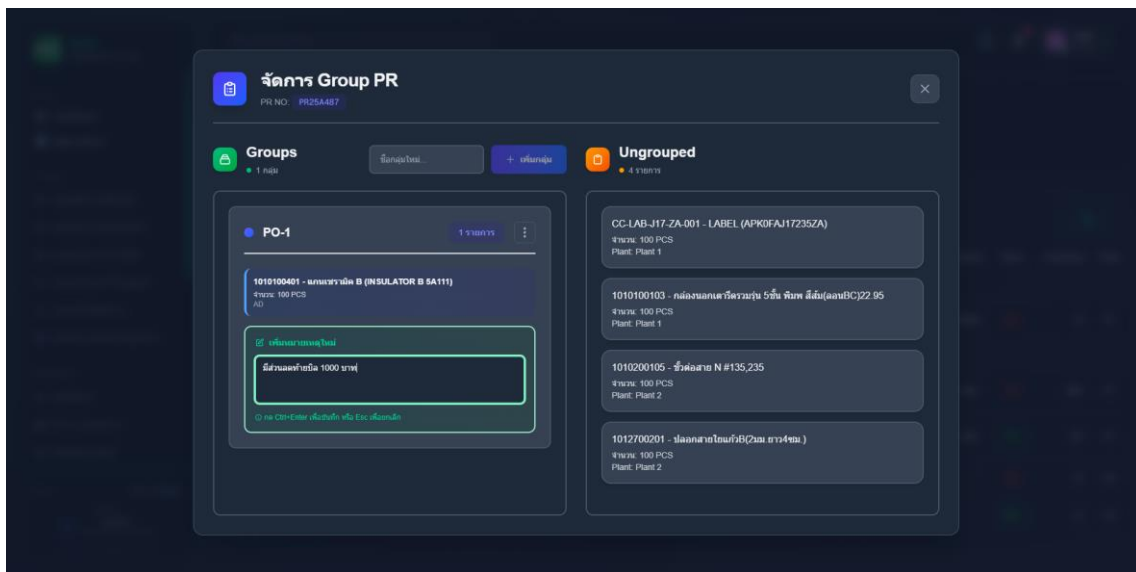 จัดการ Group PR
PR NO: PR25A487
Groups
1 กลุ่ม
ชื่อกลุ่มใหม่...
+ เพิ่มกลุ่ม
PO-1
1 รายการ
1010100401 - แกนเซรามิค B (INSULATOR B 5A111)
จำนวน: 100 PCS
AD
เพิ่มหมายเหตุใหม่
มีส่วนลดท้ายบิล 1000 บาท
กด Ctrl+Enter เพื่อบันทึก หรือ Esc เพื่อยกเลิก
Ungrouped
4 รายการ
CC-LAB-J17-ZA-001 - LABEL (APK0FAJ17235ZA)
จำนวน: 100 PCS
Plant: Plant 1
1010100103 - กล่องนอกเตารีดรวมรุ่น 5ชั้น พิมพ์ สีส้ม(ลอนBC)22.95
จำนวน: 100 PCS
Plant: Plant 1
1010200105 - ขั้วต่อสาย N #135,235
จำนวน: 100 PCS
Plant: Plant 2
1012700201 - ปลอกสายใยแก้วB(2มม.ยาว4ซม.)
จำนวน: 100 PCS
Plant: Plant 2